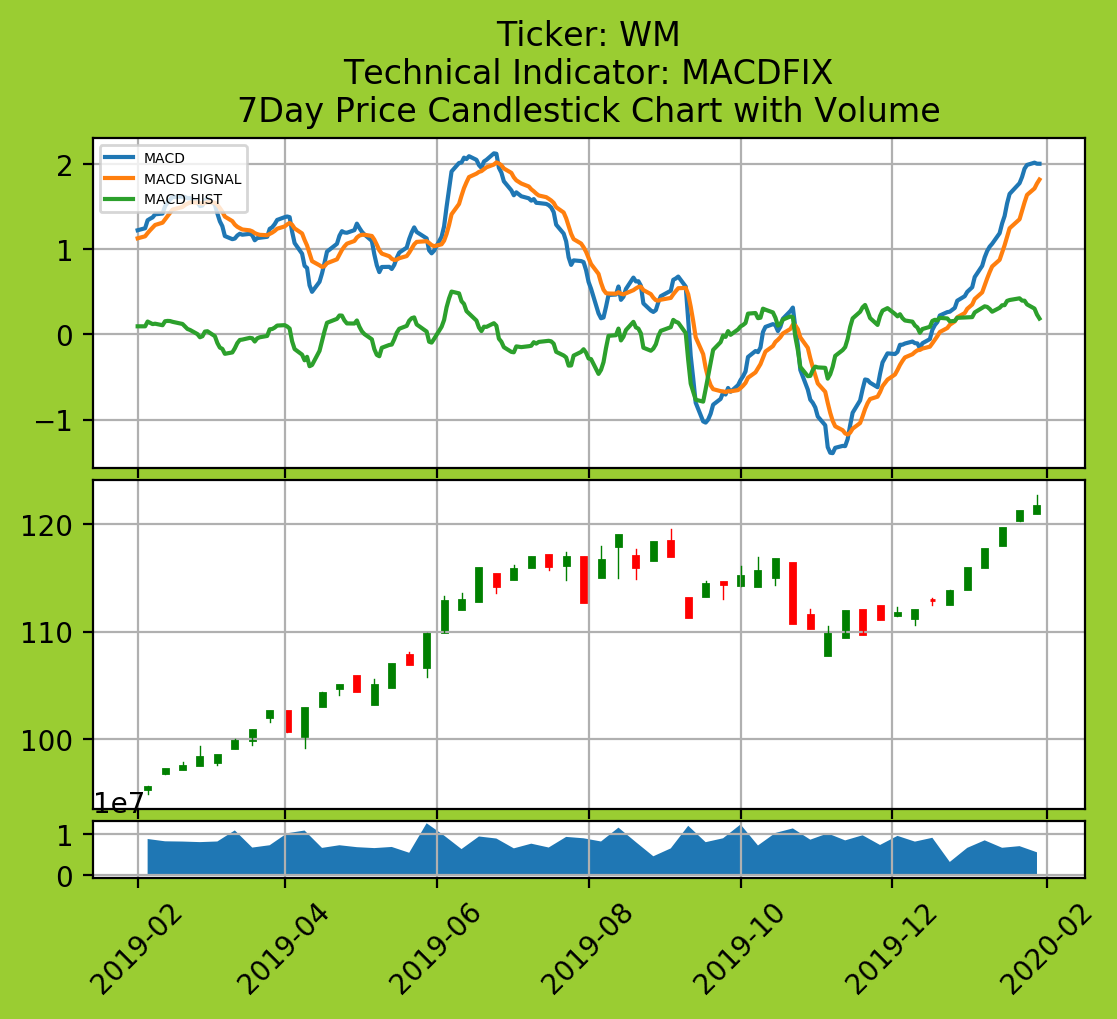 Ticker: WM
Technical Indicator: MACDFIX
7Day Price Candlestick Chart with Volume
MACD
MACD SIGNAL
MACD HIST
2
1
0
−1
120
110
100
1e7
1
0
2019-02
2019-04
2019-06
2019-08
2019-10
2019-12
2020-02